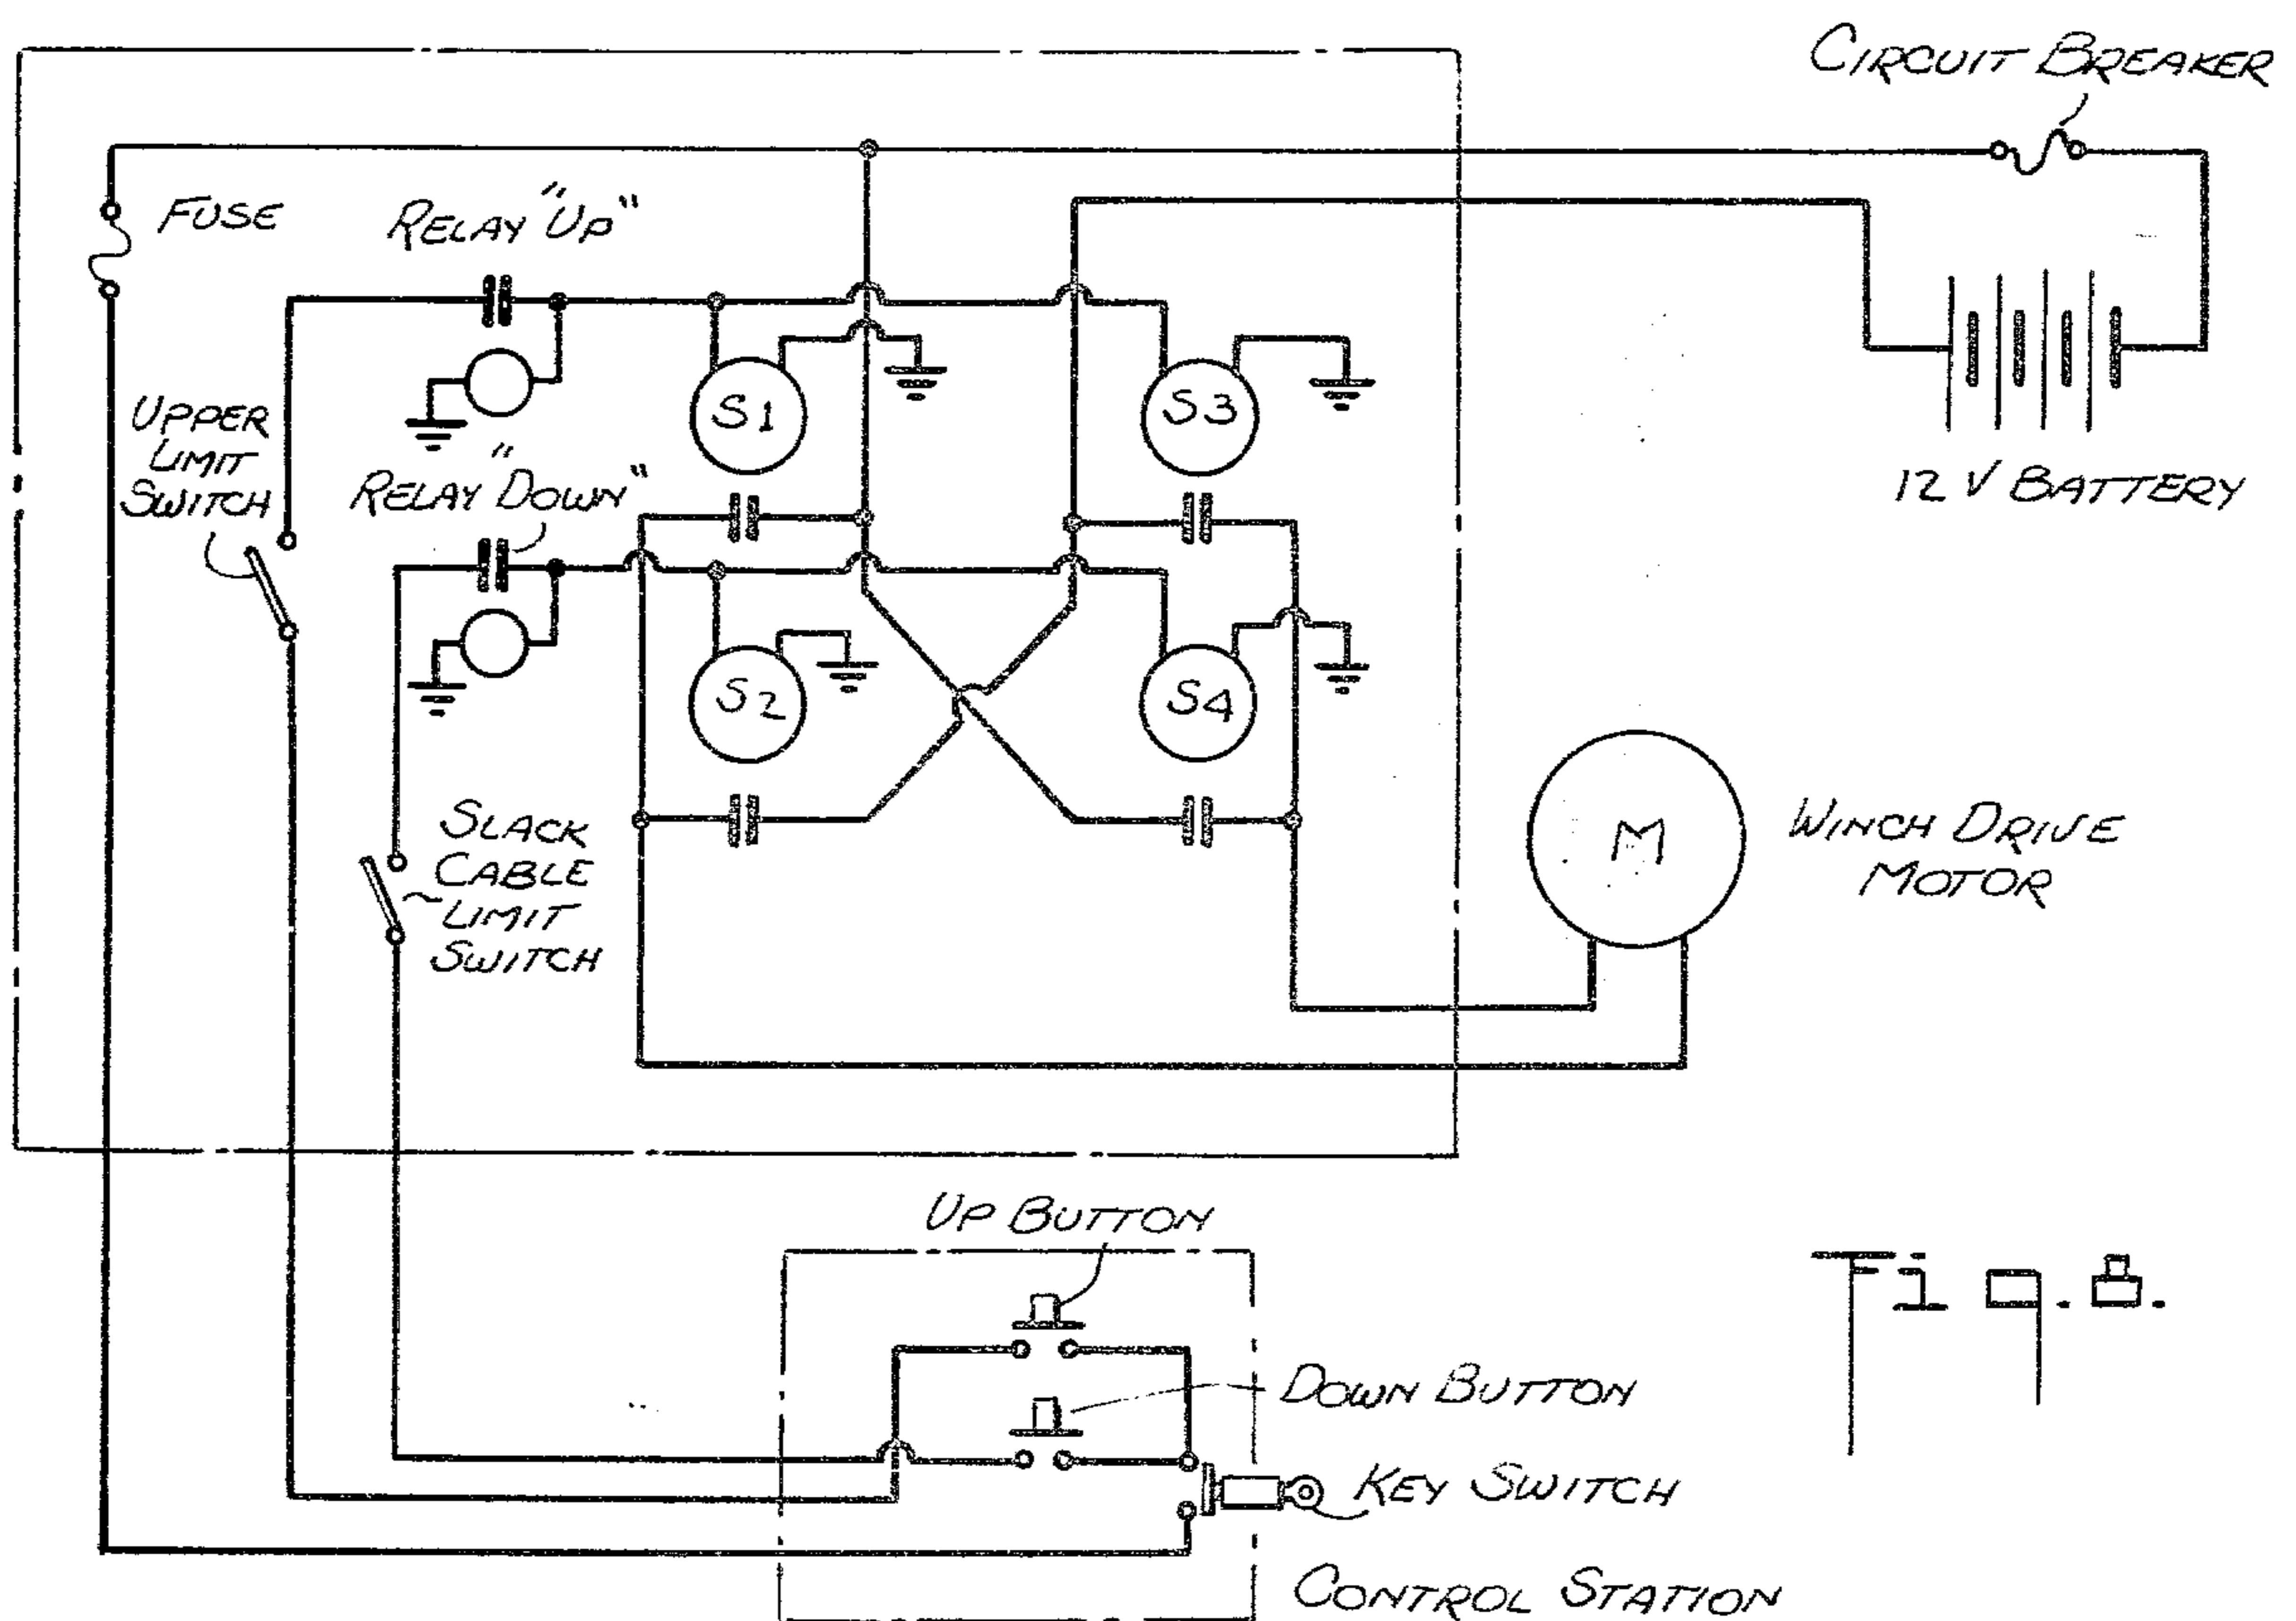 CIRCUIT BREAKER
FUSE
RELAY "UP"
UPPER
LIMIT
SWITCH
RELAY "DOWN"
S1
S3
12 V BATTERY
S2
S4
SLACK
CABLE
LIMIT
SWITCH
M
WINCH DRIVE
MOTOR
UP BUTTON
DOWN BUTTON
KEY SWITCH
CONTROL STATION
Fig. 8.